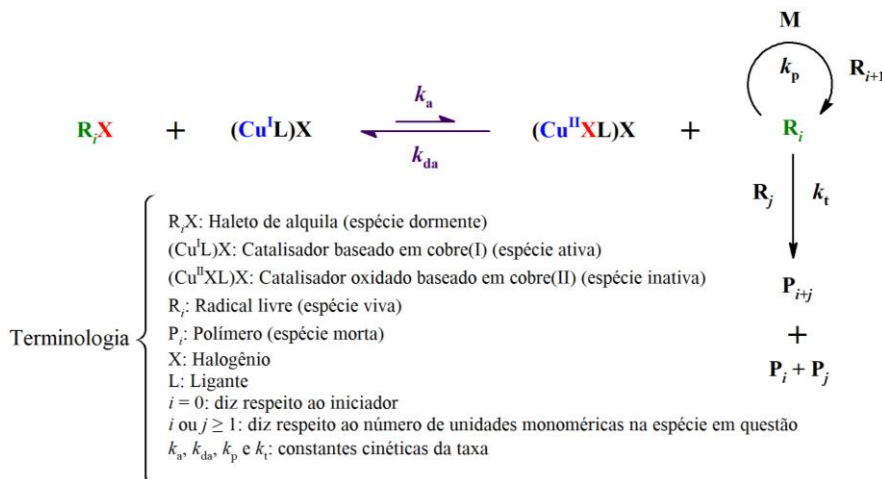 M
k_p R_{i+1}
k_a
R_iX + (Cu^IL)X (Cu^{II}XL)X + R_i
k_da
R_j k_t
P_{i+j}
+
P_i + P_j
Terminologia
R_iX: Haleto de alquila (espécie dormente)
(Cu^IL)X: Catalisador baseado em cobre(I) (espécie ativa)
(Cu^{II}XL)X: Catalisador oxidado baseado em cobre(II) (espécie inativa)
R_i: Radical livre (espécie viva)
P_i: Polímero (espécie morta)
X: Halogênio
L: Ligante
i = 0: diz respeito ao iniciador
i ou j ≥ 1: diz respeito ao número de unidades monoméricas na espécie em questão
k_a, k_da, k_p e k_t: constantes cinéticas da taxa